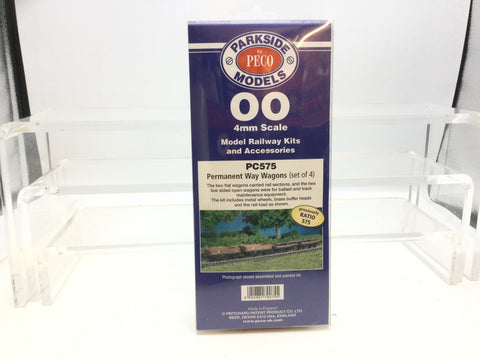 PARKSIDE
by
PECO
MODELS
OO
4mm Scale
Model Railway Kits
and Accessories
PC575
Permanent Way Wagons (set of 4)
The two flat wagons carried rail sections, and the two
low sided open wagons were for ballast and track
maintenance equipment.
The kit includes metal wheels, brass buffer heads
and the rail load as shown.
previously
RATIO
575
Photograph shows assembled and painted kit
Made in England
© PRITCHARD PATENT PRODUCT CO. LTD.
BEER, DEVON EX12 3NA, ENGLAND
www.peco-uk.com